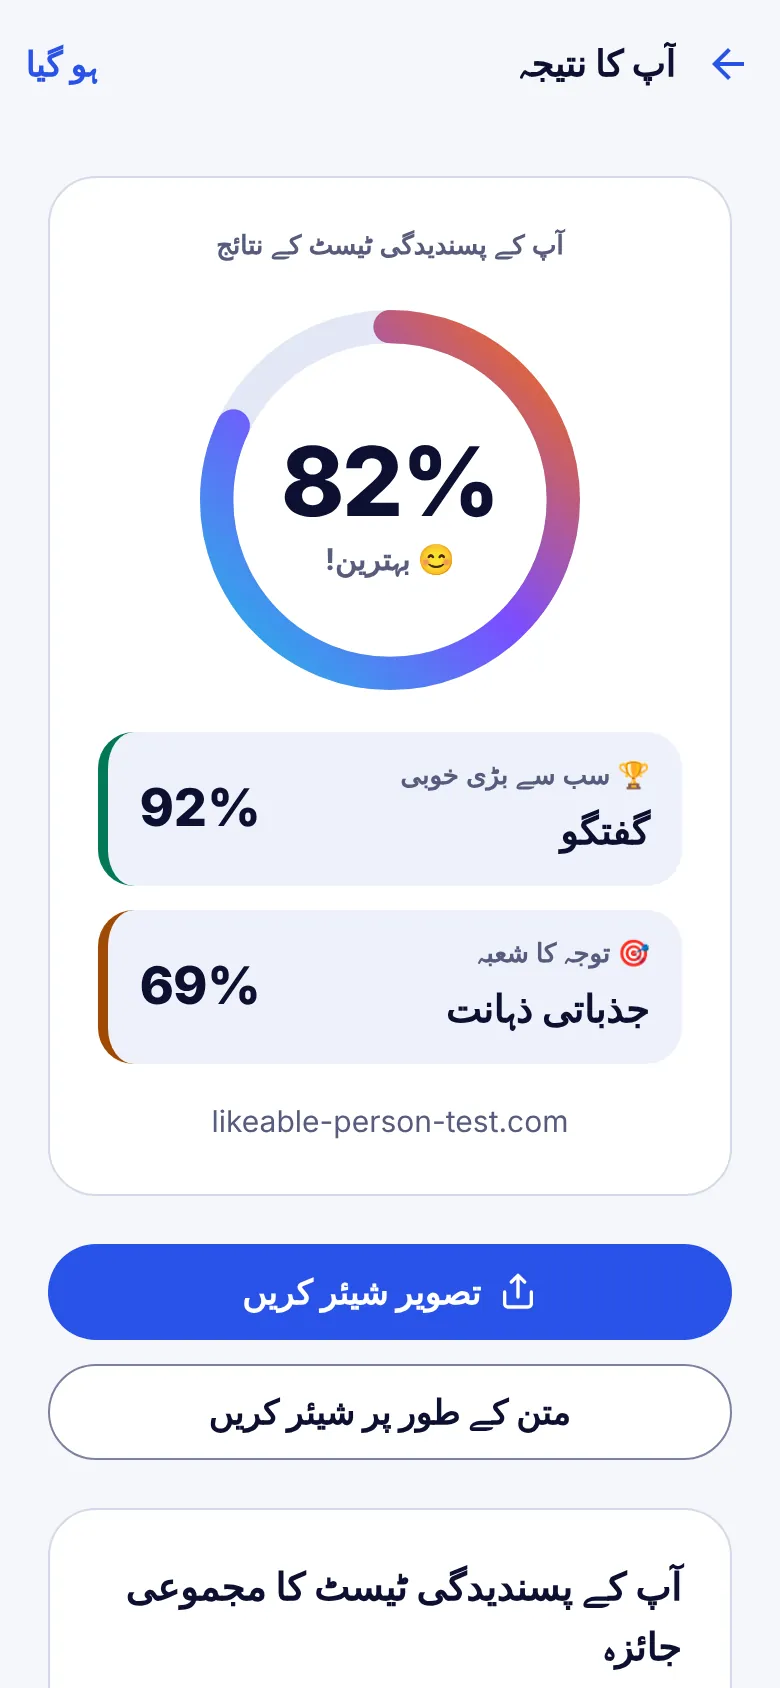 آپ کا نتیجہ
ہو گیا
آپ کے پسندیدگی ٹیسٹ کے نتائج
82%
😊 بہترین!
🏆 سب سے بڑی خوبی
گفتگو
92%
🎯 توجہ کا شعبہ
جذباتی ذہانت
69%
likeable-person-test.com
تصویر شیئر کریں
متن کے طور پر شیئر کریں
آپ کے پسندیدگی ٹیسٹ کا مجموعی
جائزہ